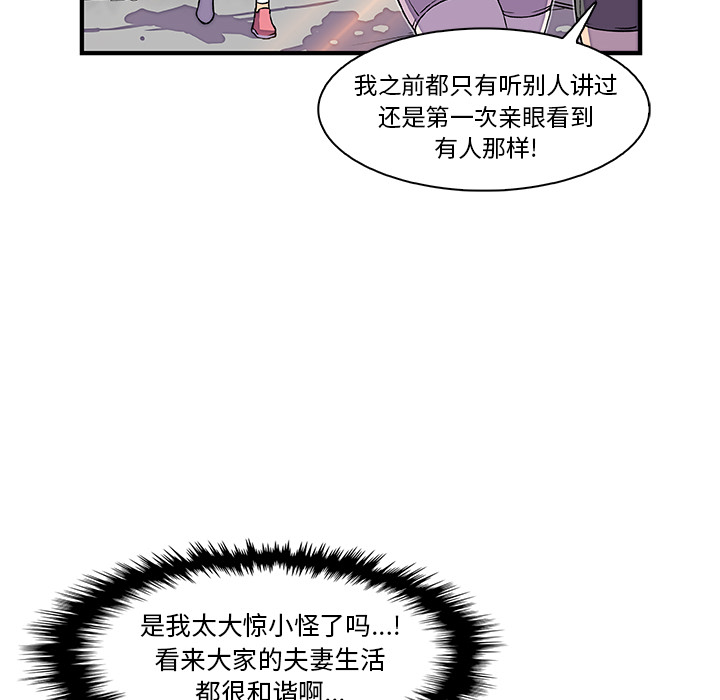 我之前都只有听别人讲过
还是第一次亲眼看到
有人那样!
是我太大惊小怪了吗...!
看来大家的夫妻生活
都很和谐啊...